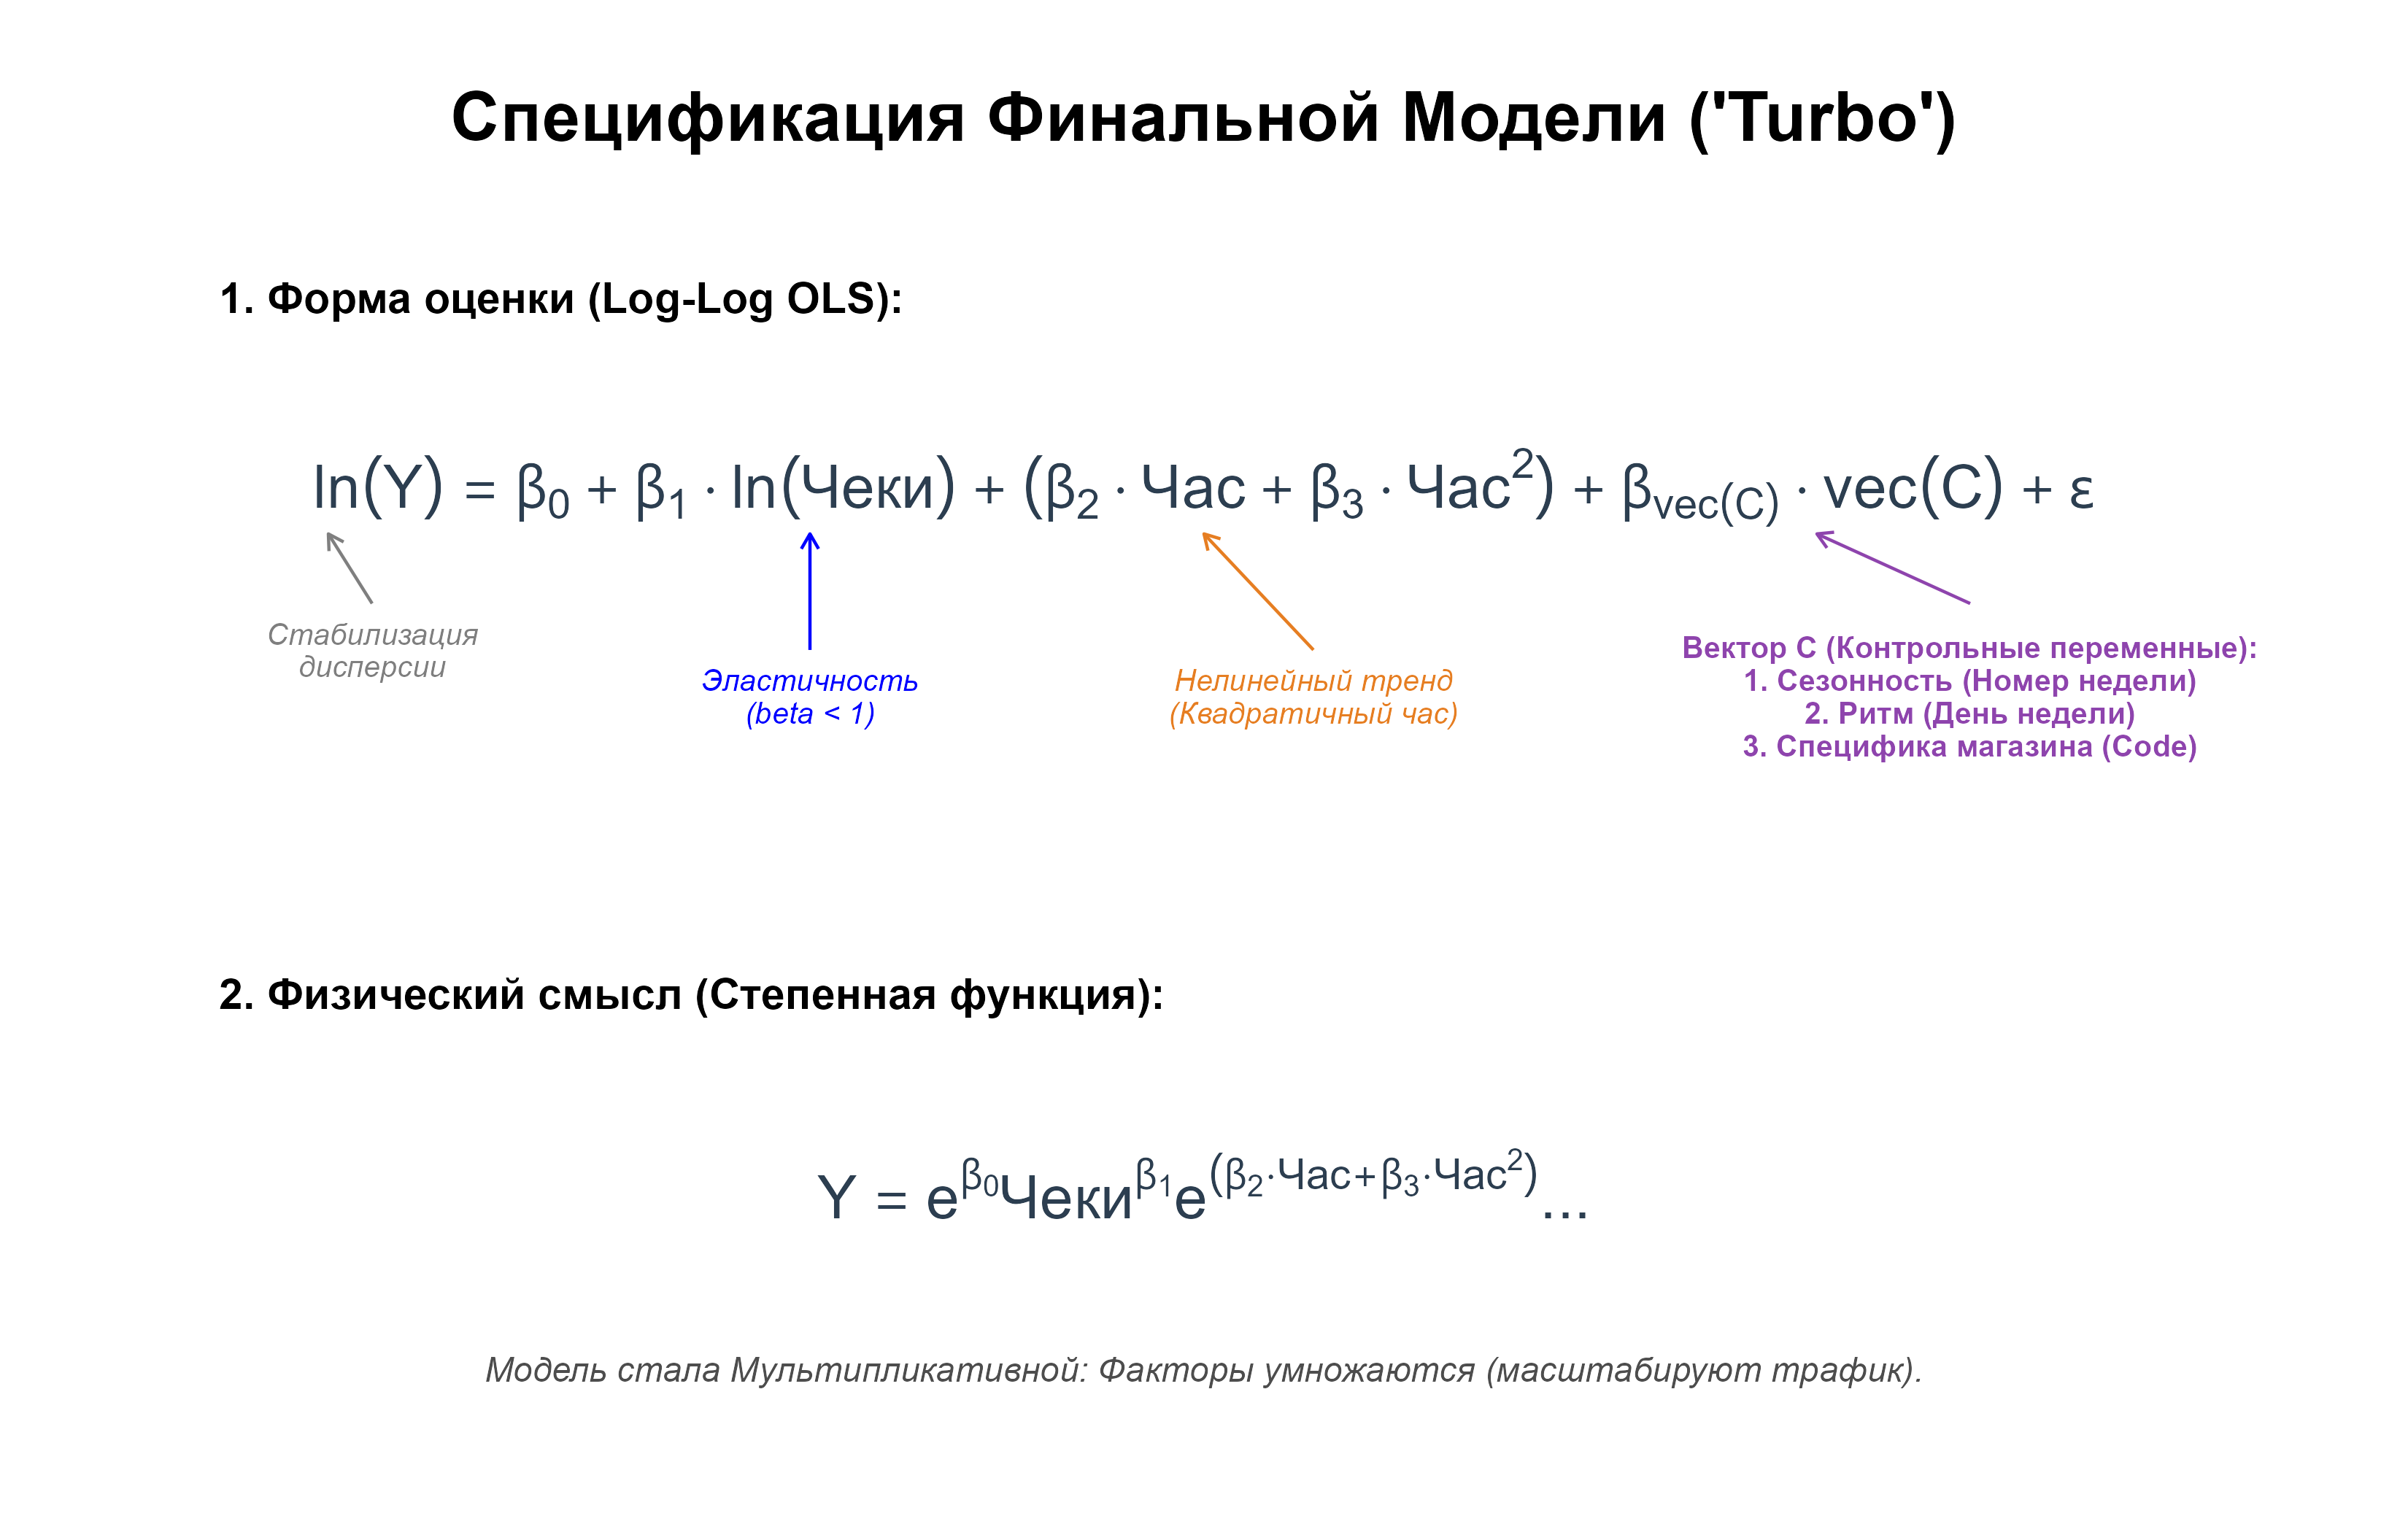 Спецификация Финальной Модели ('Turbo')
1. Форма оценки (Log-Log OLS):
ln(Y) = β₀ + β₁ · ln(Чеки) + (β₂ · Час + β₃ · Час²) + β_vec(C) · vec(C) + ε
Стабилизация
дисперсии
Эластичность
(beta < 1)
Нелинейный тренд
(Квадратичный час)
Вектор C (Контрольные переменные):
1. Сезонность (Номер недели)
2. Ритм (День недели)
3. Специфика магазина (Code)
2. Физический смысл (Степенная функция):
Y = e^β₀Чеки^β₁e^(β₂·Час+β₃·Час²)...
Модель стала Мультипликативной: Факторы умножаются (масштабируют трафик).